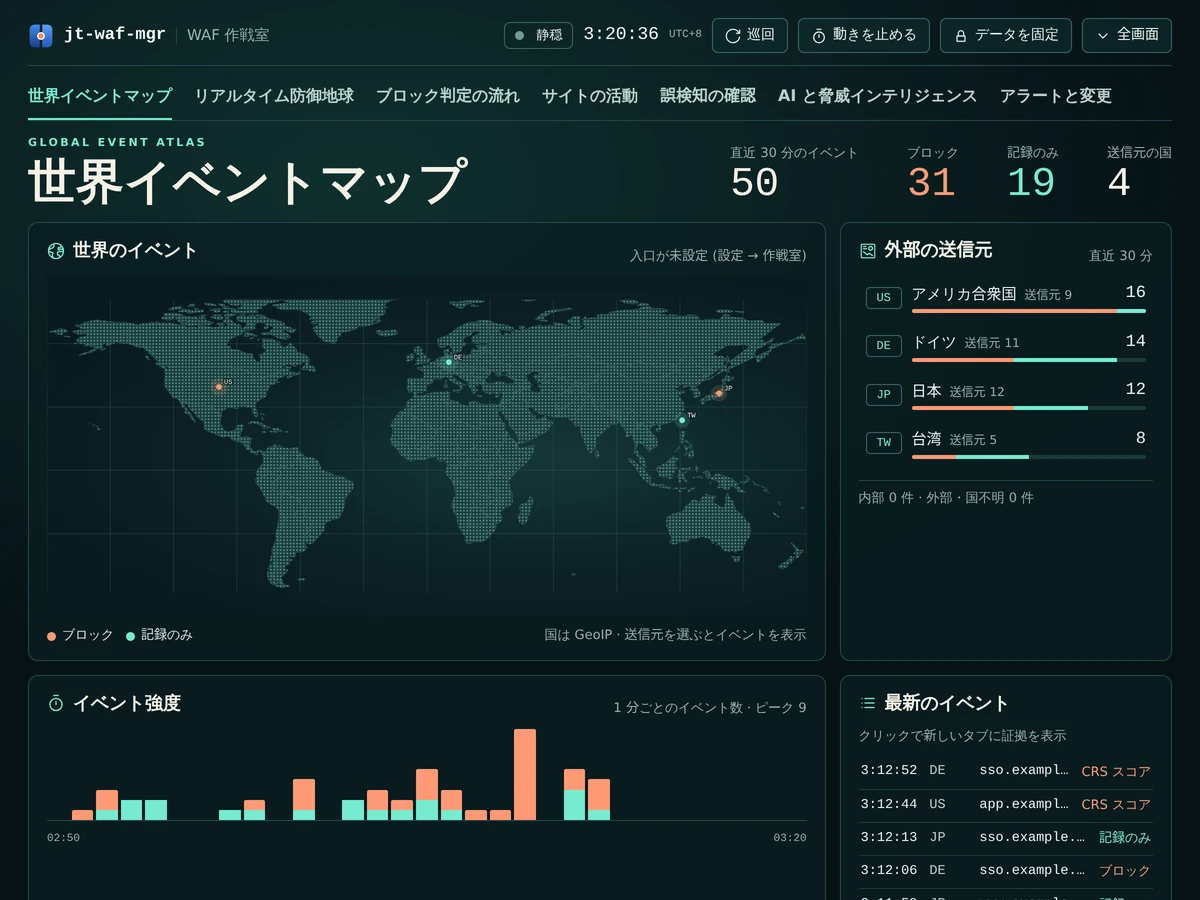 jt-waf-mgr WAF 作戦室 静穏 3:20:36 UTC+8 巡回 動きを止める データを固定 全画面
世界イベントマップ リアルタイム防御地球 ブロック判定の流れ サイトの活動 誤検知の確認 AI と脅威インテリジェンス アラートと変更
GLOBAL EVENT ATLAS
世界イベントマップ
直近 30 分のイベント ブロック 記録のみ 送信元の国
50 31 19 4
世界のイベント
入口が未設定 (設定 → 作戦室)
US
DE
JP
TW
ブロック 記録のみ 国は GeoIP · 送信元を選ぶとイベントを表示
外部の送信元 直近 30 分
US アメリカ合衆国 送信元 9 16
DE ドイツ 送信元 11 14
JP 日本 送信元 12 12
TW 台湾 送信元 5 8
内部 0 件 · 外部・国不明 0 件
イベント強度 1 分ごとのイベント数 · ピーク 9
02:50 03:20
最新のイベント
クリックで新しいタブに証拠を表示
3:12:52 DE sso.exampl… CRS スコア
3:12:44 US app.exampl… CRS スコア
3:12:13 JP sso.example.… 記録のみ
3:12:06 DE sso.example.… ブロック